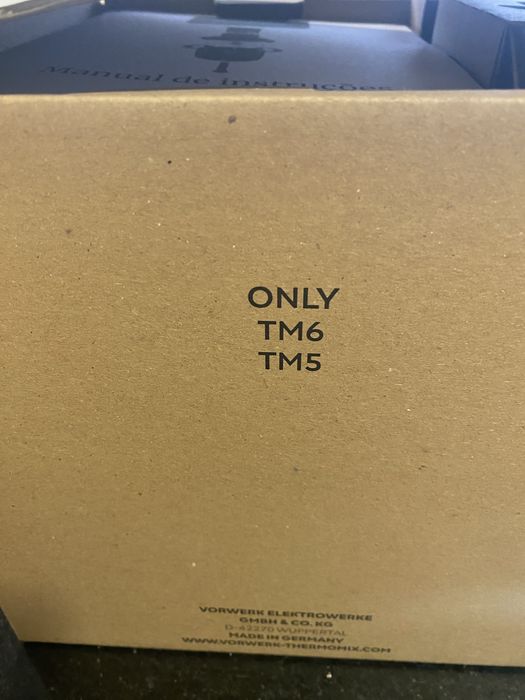 Manual de instruções
ONLY
TM6
TM5
VORWERK ELEKTROWERKE
GMBH & CO. KG
D-42270 WUPPERTAL
MADE IN GERMANY
WWW.VORWERK-THERMOMIX.COM